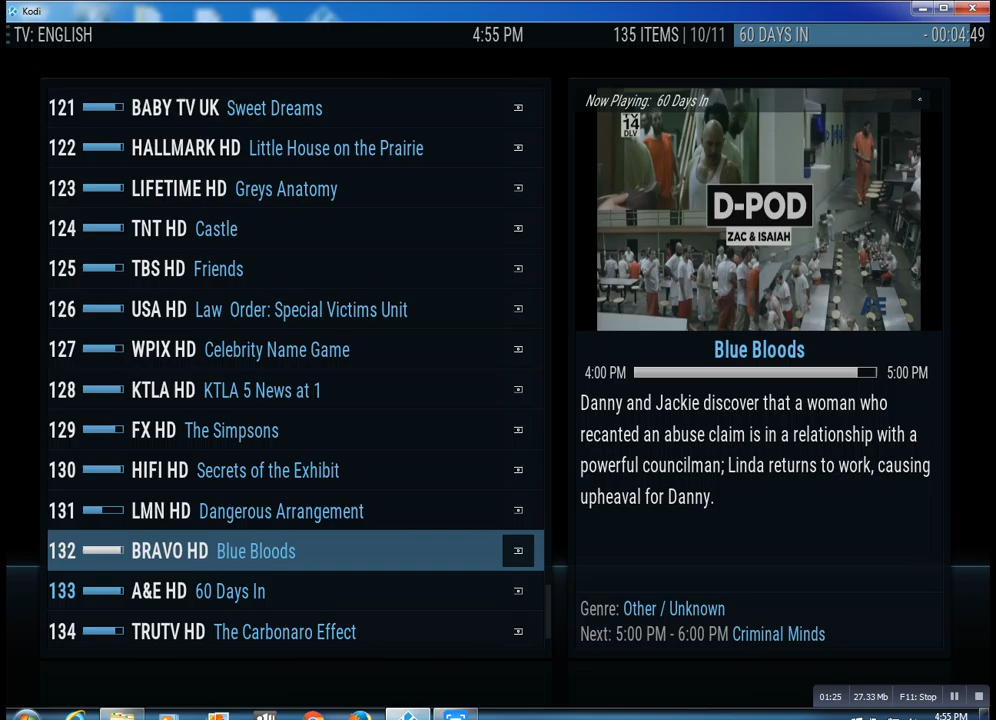 Kodi
TV: ENGLISH
4:55 PM
135 ITEMS | 10/11
60 DAYS IN
- 00:04:49
121 BABY TV UK Sweet Dreams
122 HALLMARK HD Little House on the Prairie
123 LIFETIME HD Greys Anatomy
124 TNT HD Castle
125 TBS HD Friends
126 USA HD Law Order: Special Victims Unit
127 WPIX HD Celebrity Name Game
128 KTLA HD KTLA 5 News at 1
129 FX HD The Simpsons
130 HIFI HD Secrets of the Exhibit
131 LMN HD Dangerous Arrangement
132 BRAVO HD Blue Bloods
133 A&E HD 60 Days In
134 TRUTV HD The Carbonaro Effect
Now Playing: 60 Days In
TV
14
DLV
D-POD
ZAC & ISAIAH
A&E
Blue Bloods
4:00 PM
5:00 PM
Danny and Jackie discover that a woman who
recanted an abuse claim is in a relationship with a
powerful councilman; Linda returns to work, causing
upheaval for Danny.
Genre: Other / Unknown
Next: 5:00 PM - 6:00 PM Criminal Minds
01:25
27.33 Mb
F11: Stop
4:55 PM